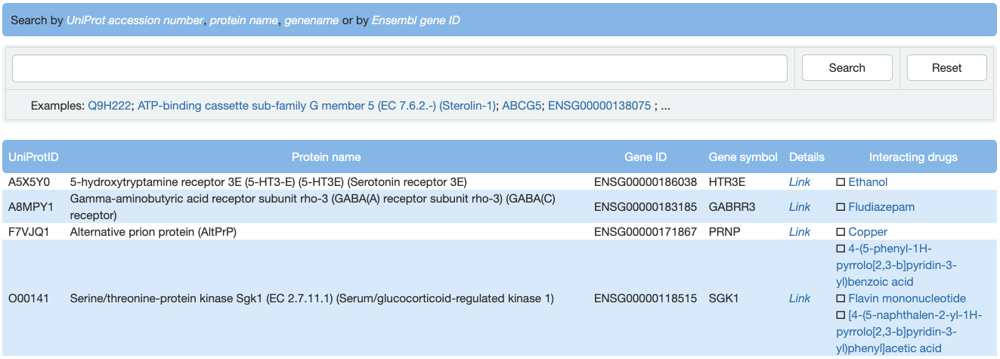 Search by UniProt accession number, protein name, genename or by Ensembl gene ID
Search
Reset
Examples: Q9H222; ATP-binding cassette sub-family G member 5 (EC 7.6.2.-) (Sterolin-1); ABCG5; ENSG00000138075 ; ...
UniProtID Protein name Gene ID Gene symbol Details Interacting drugs
A5X5Y0 5-hydroxytryptamine receptor 3E (5-HT3-E) (5-HT3E) (Serotonin receptor 3E) ENSG00000186038 HTR3E Link Ethanol
A8MPY1 Gamma-aminobutyric acid receptor subunit rho-3 (GABA(A) receptor subunit rho-3) (GABA(C)
receptor) ENSG00000183185 GABRR3 Link Fludiazepam
F7VJQ1 Alternative prion protein (AltPrP) ENSG00000171867 PRNP Link Copper
O00141 Serine/threonine-protein kinase Sgk1 (EC 2.7.11.1) (Serum/glucocorticoid-regulated kinase 1) ENSG00000118515 SGK1 Link
4-(5-phenyl-1H-
pyrrolo[2,3-b]pyridin-3-
yl)benzoic acid
Flavin mononucleotide
[4-(5-naphthalen-2-yl-1H-
pyrrolo[2,3-b]pyridin-3-
yl)phenyl]acetic acid